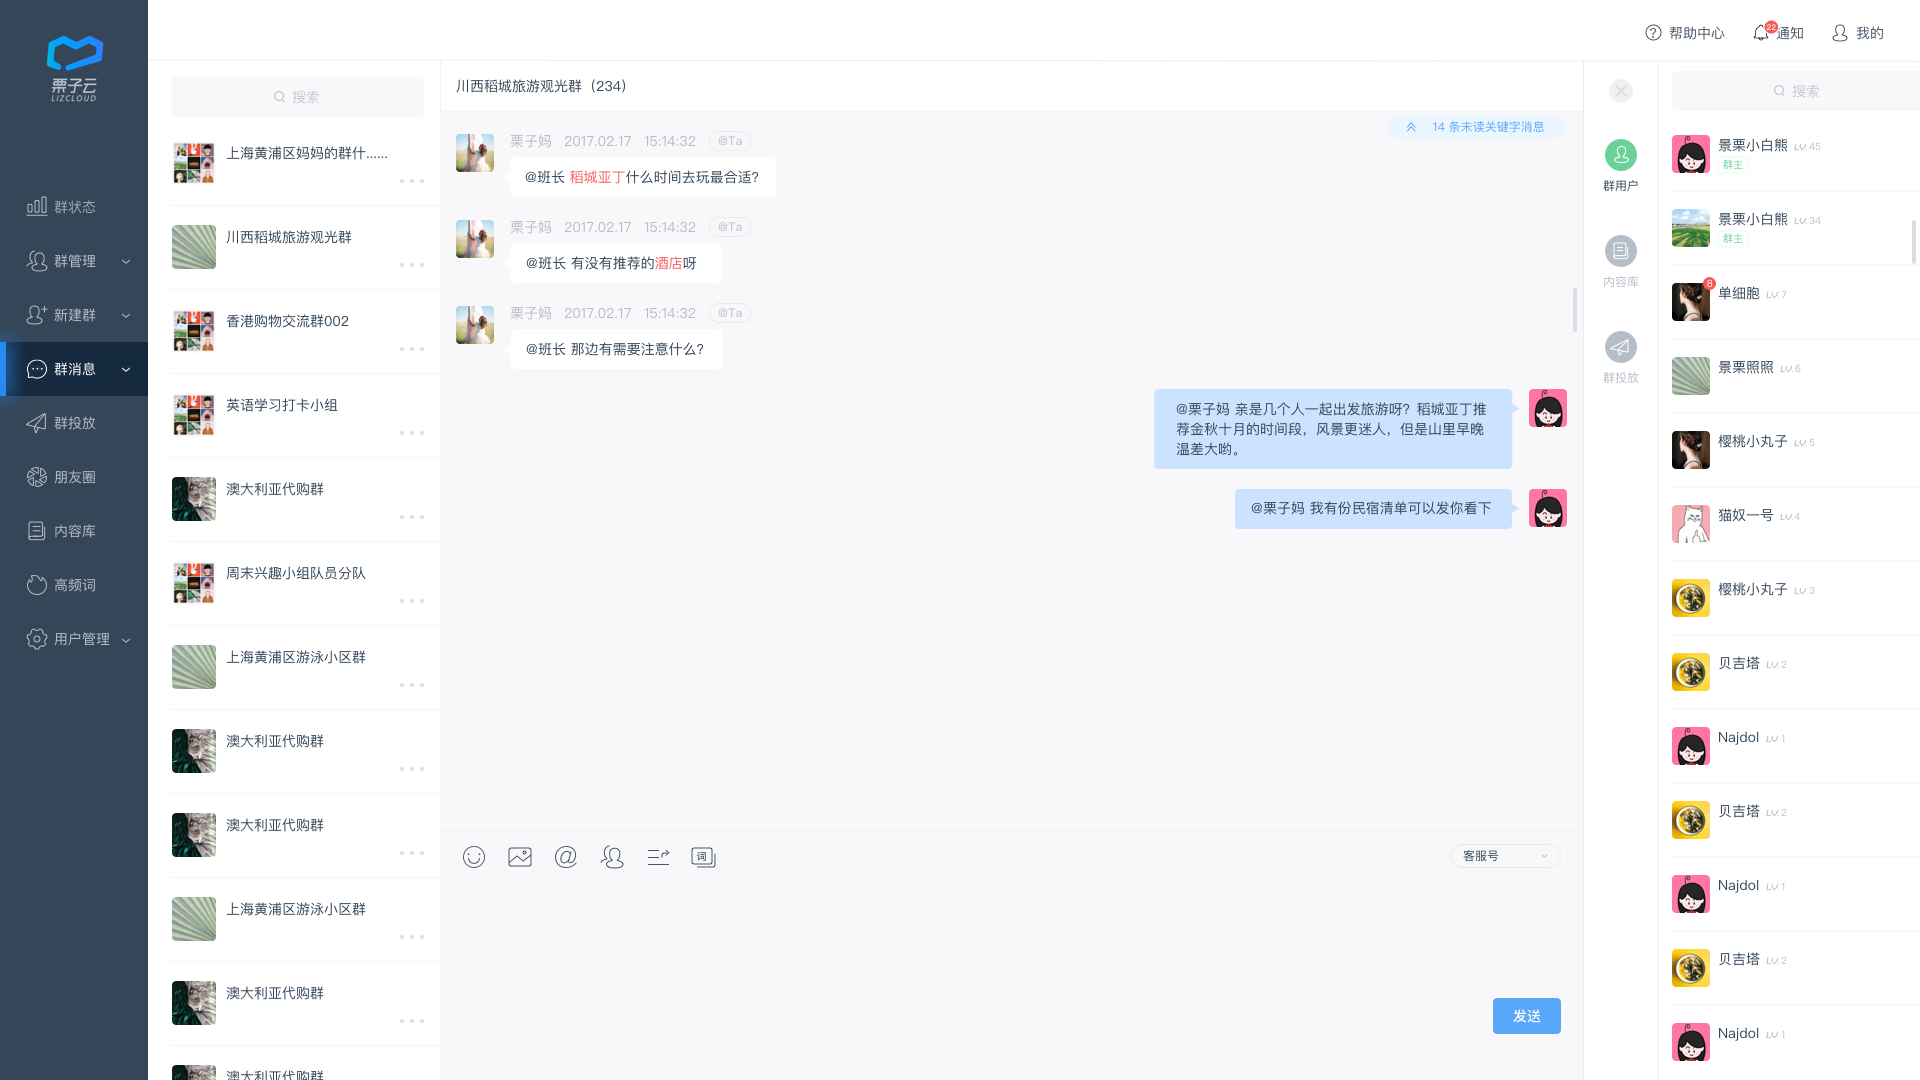 栗子云
LIZCLOUD
群状态
群管理
新建群
群消息
群投放
朋友圈
内容库
高频词
用户管理
帮助中心
22
通知
我的
搜索
上海黄浦区妈妈的群什......
川西稻城旅游观光群
香港购物交流群002
英语学习打卡小组
澳大利亚代购群
周末兴趣小组队员分队
上海黄浦区游泳小区群
澳大利亚代购群
澳大利亚代购群
上海黄浦区游泳小区群
澳大利亚代购群
澳大利亚代购群
川西稻城旅游观光群（234）
14 条未读关键字消息
栗子妈 2017.02.17 15:14:32 @Ta
@班长 稻城亚丁什么时间去玩最合适？
栗子妈 2017.02.17 15:14:32 @Ta
@班长 有没有推荐的酒店呀
栗子妈 2017.02.17 15:14:32 @Ta
@班长 那边有需要注意什么？
@栗子妈 亲是几个人一起出发旅游呀？稻城亚丁推
荐金秋十月的时间段，风景更迷人，但是山里早晚
温差大哟。
@栗子妈 我有份民宿清单可以发你看下
词
客服号
发送
群用户
内容库
群投放
搜索
景栗小白熊 LV.45
群主
景栗小白熊 LV.34
群主
8
单细胞 LV.7
景栗照照 LV.6
樱桃小丸子 LV.5
猫奴一号 LV.4
樱桃小丸子 LV.3
贝吉塔 LV.2
Najdol LV.1
贝吉塔 LV.2
Najdol LV.1
贝吉塔 LV.2
Najdol LV.1